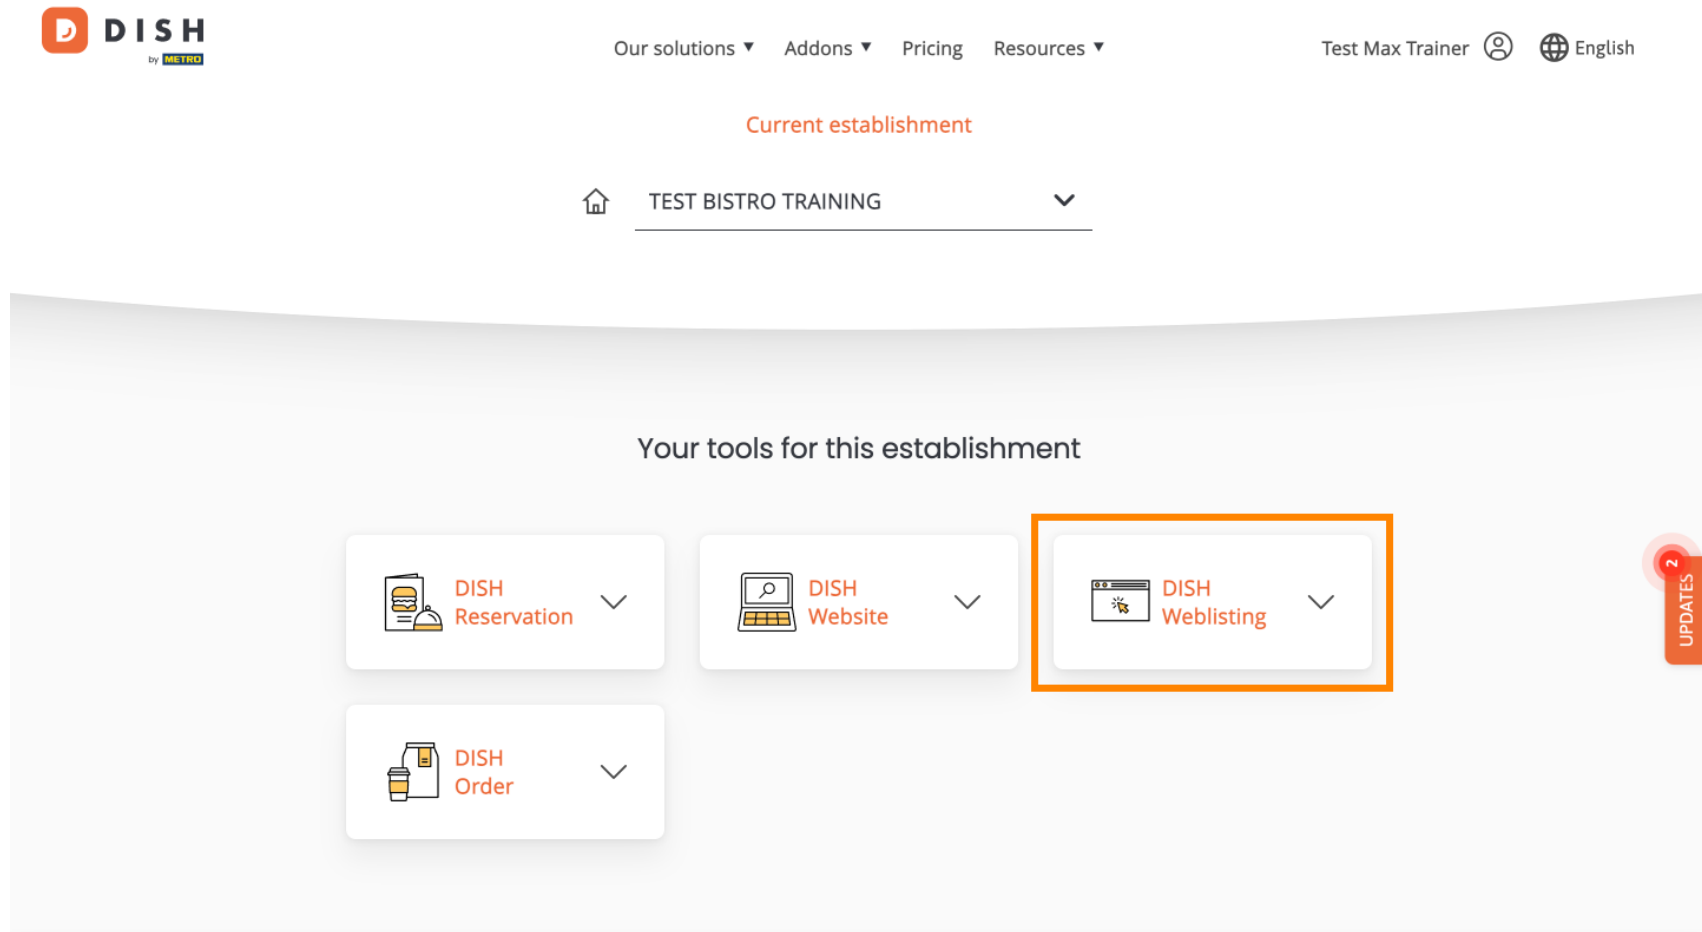 DISH
by METRO
Our solutions ▼ Addons ▼ Pricing Resources ▼
Test Max Trainer English
Current establishment
TEST BISTRO TRAINING
Your tools for this establishment
DISH
Reservation
DISH
Website
DISH
Weblisting
DISH
Order
2
UPDATES